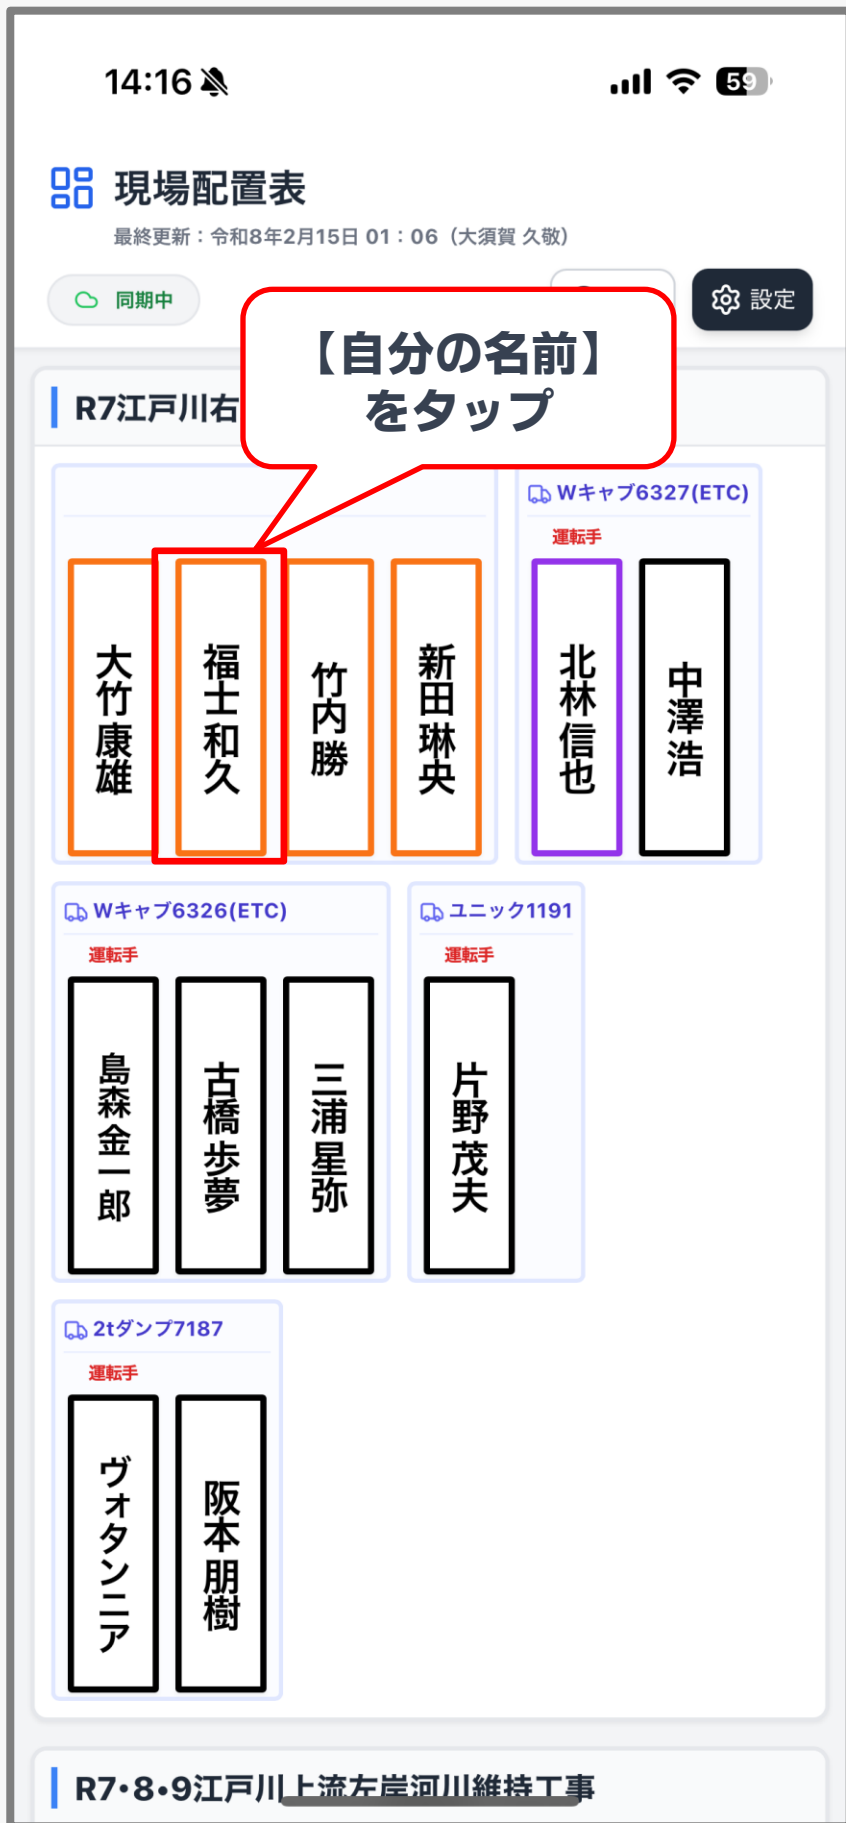 14:16
59
現場配置表
最終更新：令和8年2月15日 01：06（大須賀 久敬）
同期中
設定
【自分の名前】
をタップ
R7江戸川右
Wキャブ6327(ETC)
運転手
大竹康雄
福士和久
竹内勝
新田琳央
北林信也
中澤浩
Wキャブ6326(ETC)
ユニック1191
運転手
運転手
島森金一郎
古橋歩夢
三浦星弥
片野茂夫
2tダンプ7187
運転手
ヴォタンニア
阪本朋樹
R7・8・9江戸川上流左岸河川維持工事